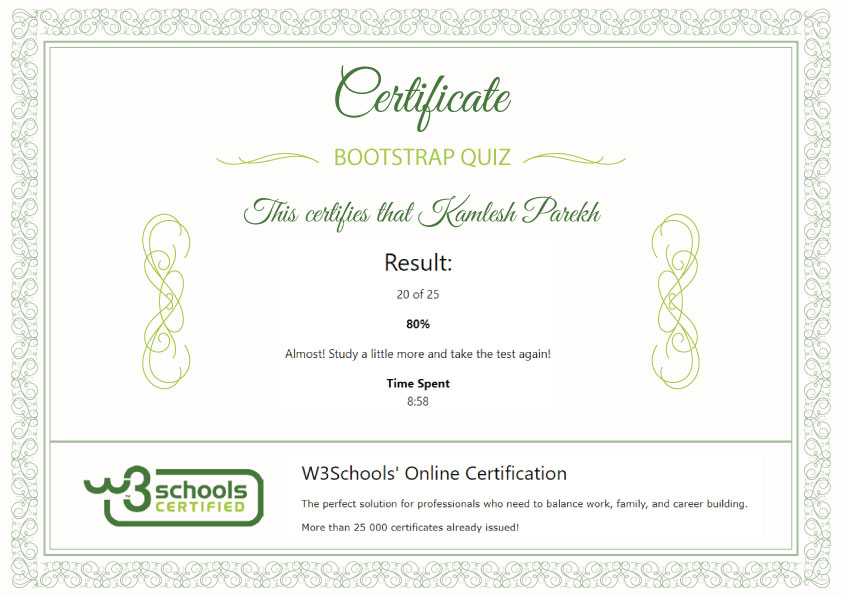 Certificate
BOOTSTRAP QUIZ
This certifies that Kamlesh Parekh
Result:
20 of 25
80%
Almost! Study a little more and take the test again!
Time Spent
8:58
w3schools
CERTIFIED
W3Schools' Online Certification
The perfect solution for professionals who need to balance work, family, and career building.
More than 25 000 certificates already issued!